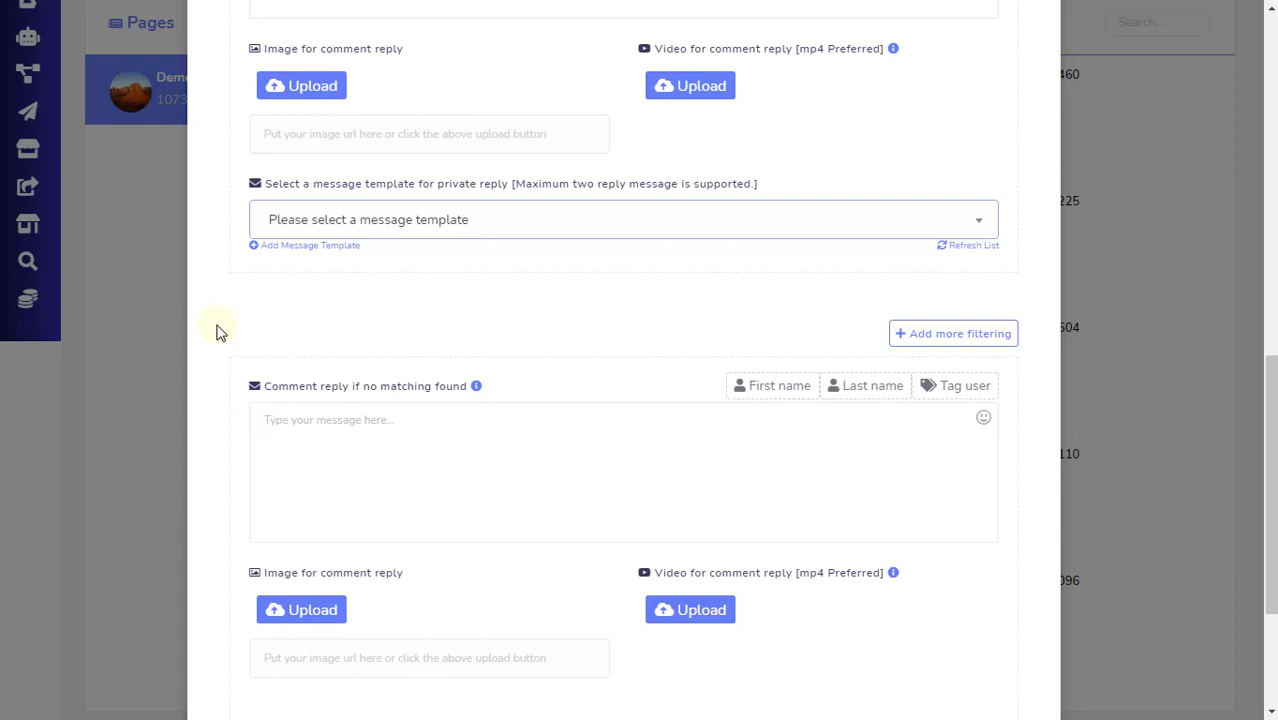 Pages
Search...
Demo
1073
460
Image for comment reply
Video for comment reply [mp4 Preferred]
Upload
Upload
Put your image url here or click the above upload button
Select a message template for private reply [Maximum two reply message is supported.]
225
Please select a message template
Add Message Template
Refresh List
604
Add more filtering
Comment reply if no matching found
First name
Last name
Tag user
Type your message here...
110
Image for comment reply
Video for comment reply [mp4 Preferred]
096
Upload
Upload
Put your image url here or click the above upload button